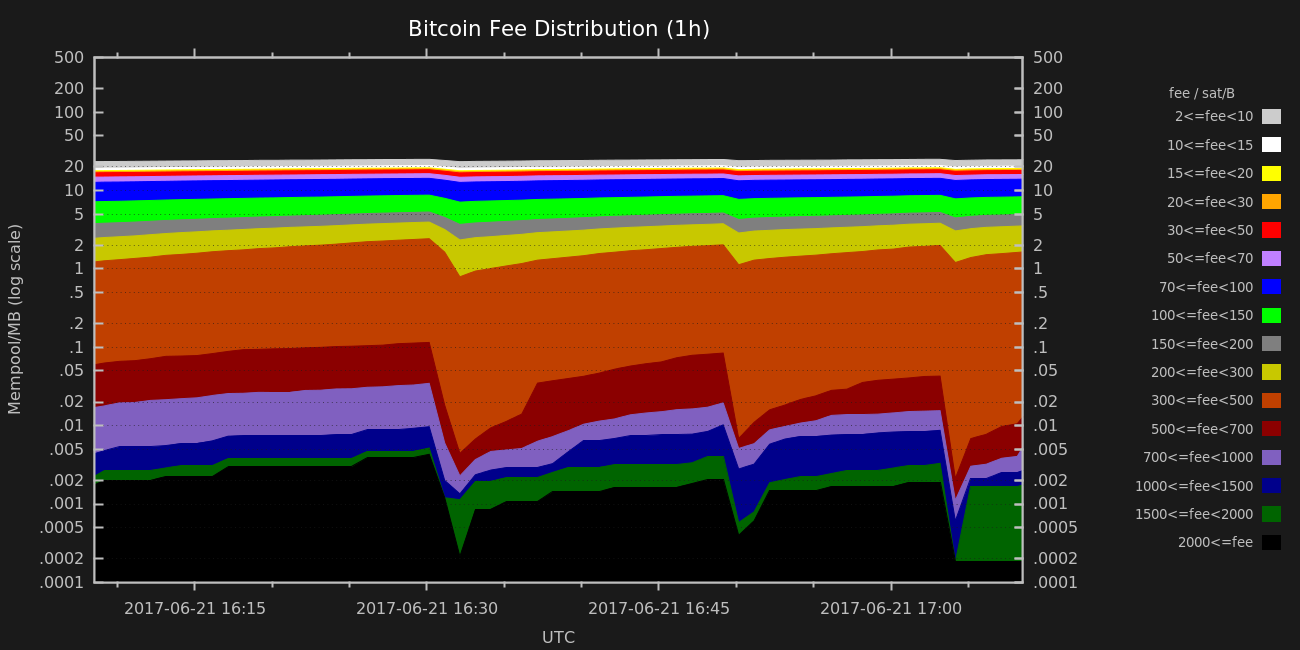 Bitcoin Fee Distribution (1h)
500
200
100
50
20
10
5
2
1
.5
.2
.1
.05
.02
.01
.005
.002
.001
.0005
.0002
.0001
Mempool/MB (log scale)
500
200
100
50
20
10
5
2
1
.5
.2
.1
.05
.02
.01
.005
.002
.001
.0005
.0002
.0001
2017-06-21 16:15
2017-06-21 16:30
2017-06-21 16:45
2017-06-21 17:00
UTC
fee / sat/B
2<=fee<10
10<=fee<15
15<=fee<20
20<=fee<30
30<=fee<50
50<=fee<70
70<=fee<100
100<=fee<150
150<=fee<200
200<=fee<300
300<=fee<500
500<=fee<700
700<=fee<1000
1000<=fee<1500
1500<=fee<2000
2000<=fee